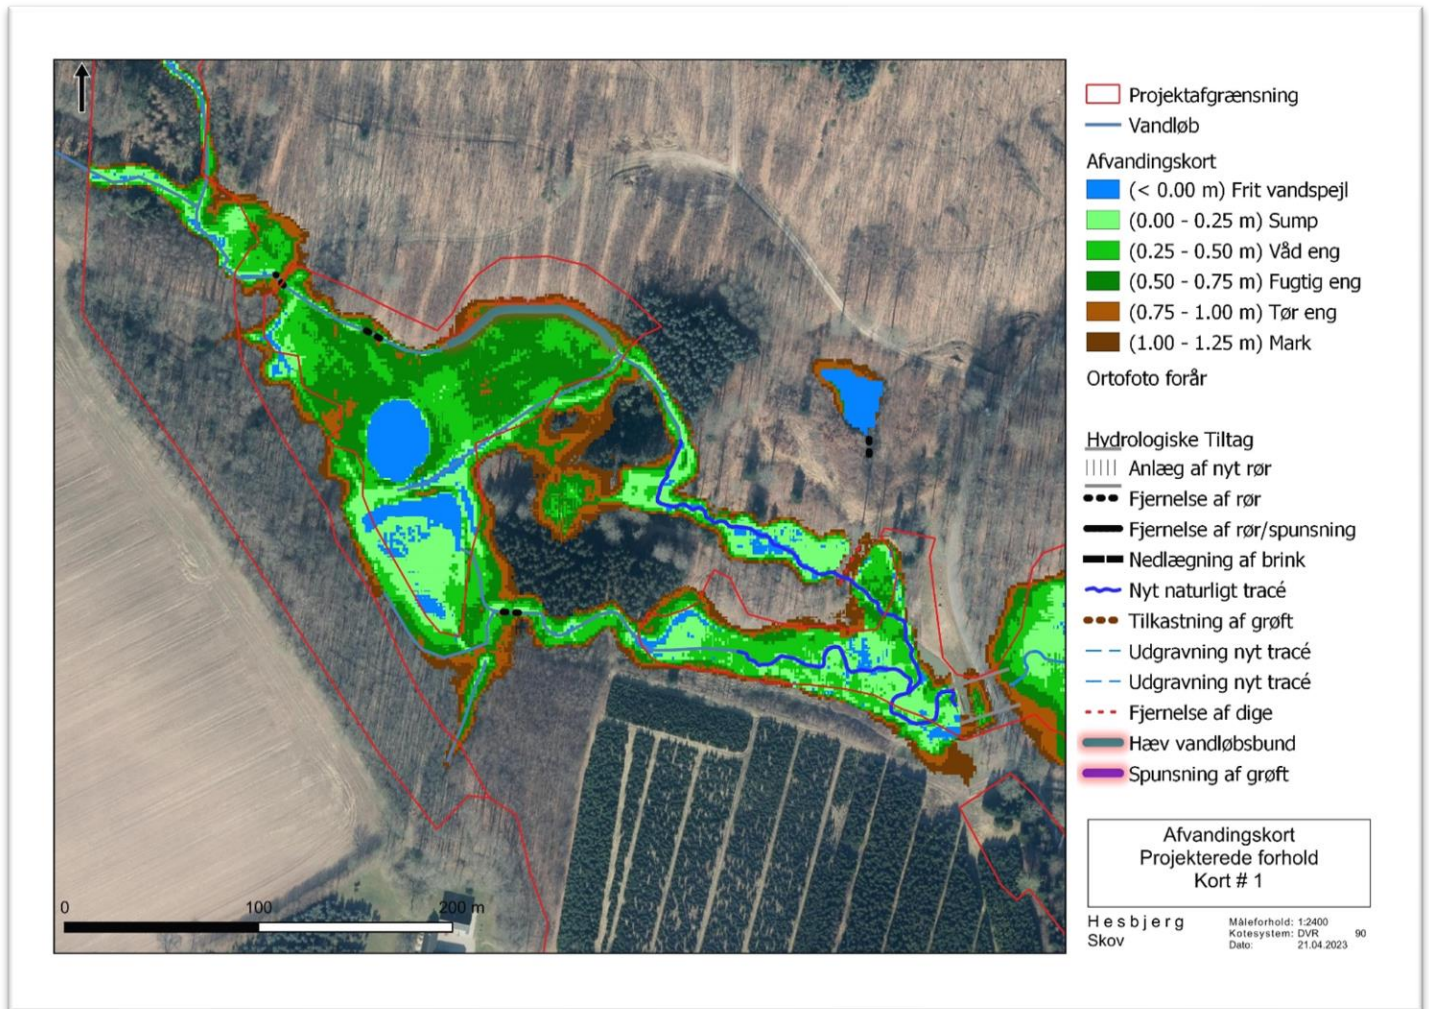 Projektafgrænsning
Vandløb
Afvandingskort
(< 0.00 m) Frit vandspejl
(0.00 - 0.25 m) Sump
(0.25 - 0.50 m) Våd eng
(0.50 - 0.75 m) Fugtig eng
(0.75 - 1.00 m) Tør eng
(1.00 - 1.25 m) Mark
Ortofoto forår
Hydrologiske Tiltag
Anlæg af nyt rør
Fjernelse af rør
Fjernelse af rør/spunsning
Nedlægning af brink
Nyt naturligt tracé
Tilkastning af grøft
Udgravning nyt tracé
Udgravning nyt tracé
Fjernelse af dige
Hæv vandløbsbund
Spunsning af grøft
0 100 200 m
Afvandingskort
Projekterede forhold
Kort # 1
Hesbjerg
Skov
Måleforhold: 1:2400
Kotesystem: DVR 90
Dato: 21.04.2023